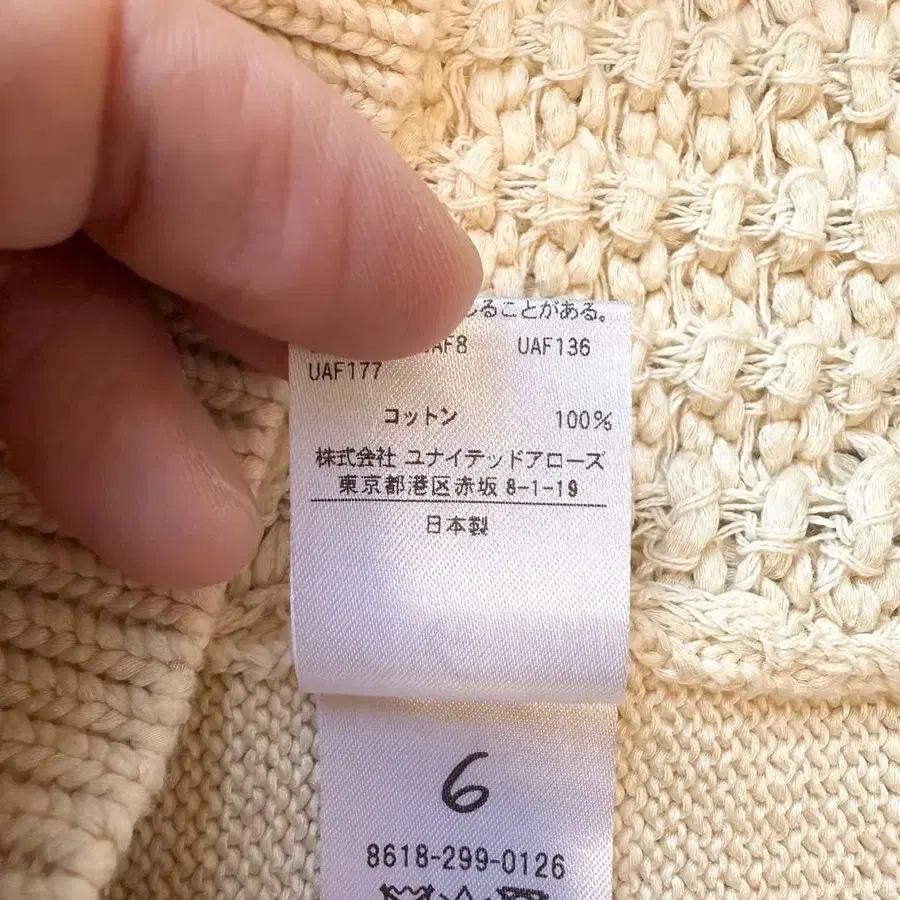 ることがある。
UAF136
UAF177
コットン 100%
株式会社 ユナイテッドアローズ
東京都港区赤坂 8-1-19
日本製
6
8618-299-0126